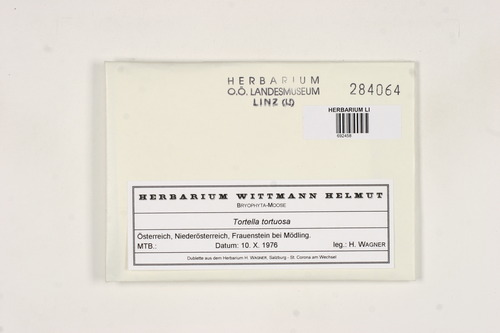 HERBARIUM
O.Ö. LANDESMUSEUM
LINZ (LI)
284064
HERBARIUM LI
HERBARIUM WITTMANN HELMUT
BRYOPHYTA-MOOSE
Tortella tortuosa
Österreich, Niederösterreich, Frauenstein bei Mödling.
MTB.: Datum: 10. X. 1976 leg.: H. WAGNER
Dublette aus dem Herbarium H. WAGNER, Salzburg - St. Corona am Wechsel